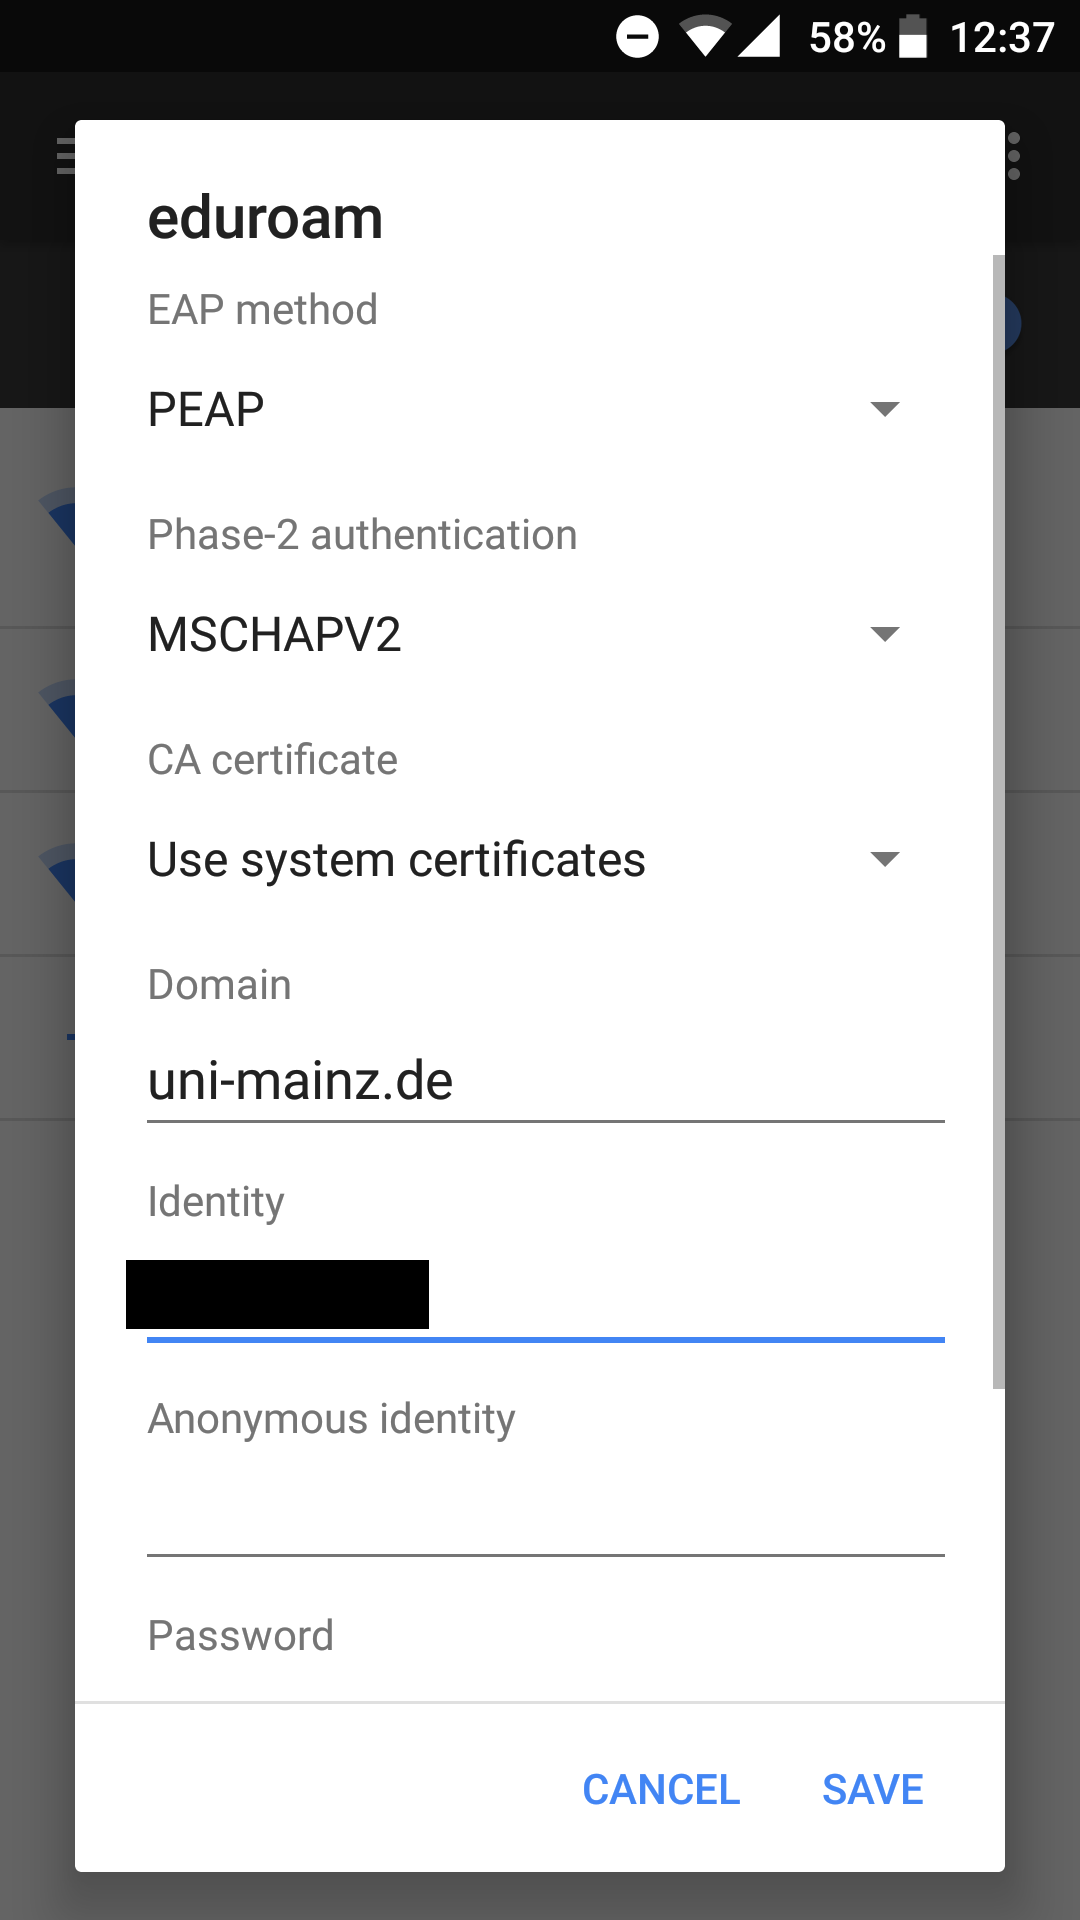 58% 12:37
eduroam
EAP method
PEAP
Phase-2 authentication
MSCHAPV2
CA certificate
Use system certificates
Domain
uni-mainz.de
Identity
Anonymous identity
Password
CANCEL SAVE